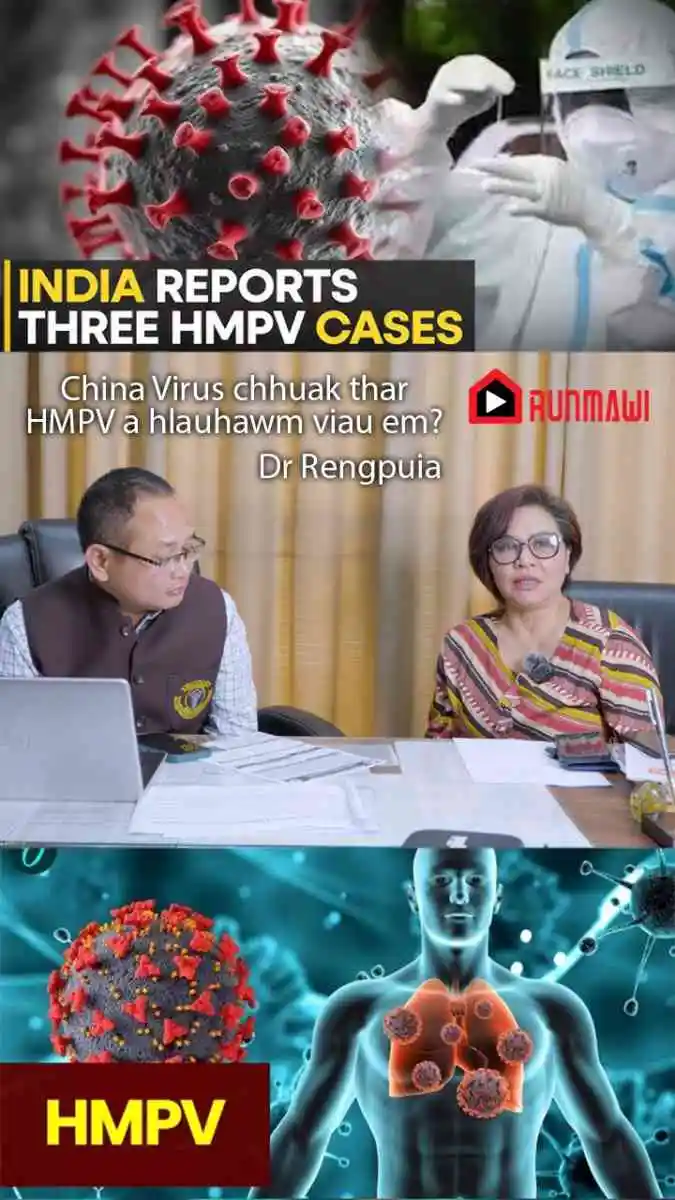 FACE SHIELD
INDIA REPORTS
THREE HMPV CASES
China Virus chhuak thar
HMPV a hlauhawm viau em?
RUNMAWI
Dr Rengpuia
HMPV